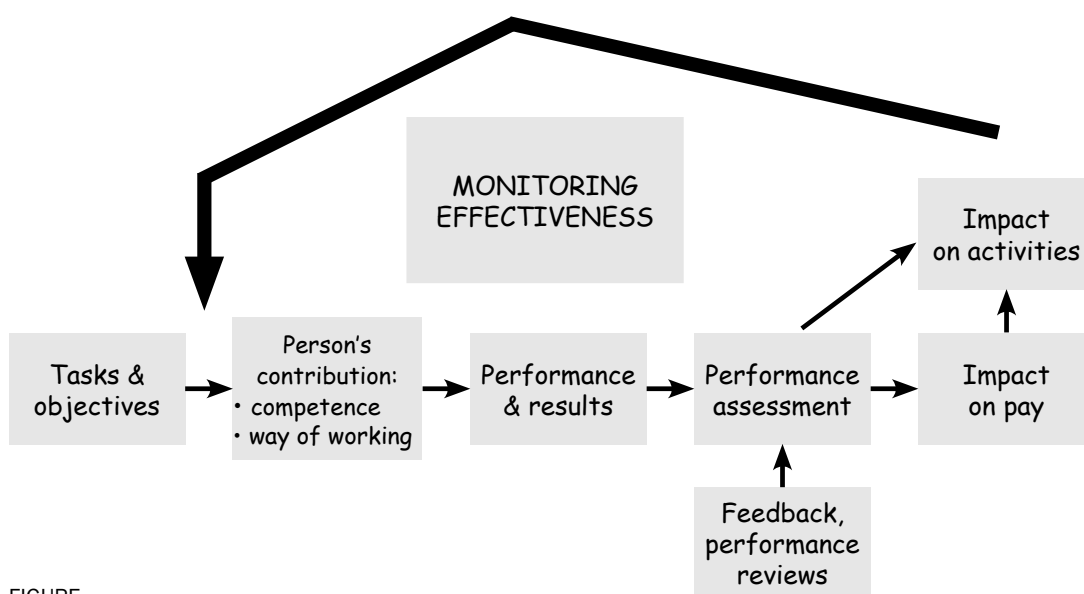 MONITORING
EFFECTIVENESS
Impact
on activities
Tasks &
objectives
Person's
contribution:
• competence
• way of working
Performance
& results
Performance
assessment
Impact
on pay
Feedback,
performance
reviews
FIGURE